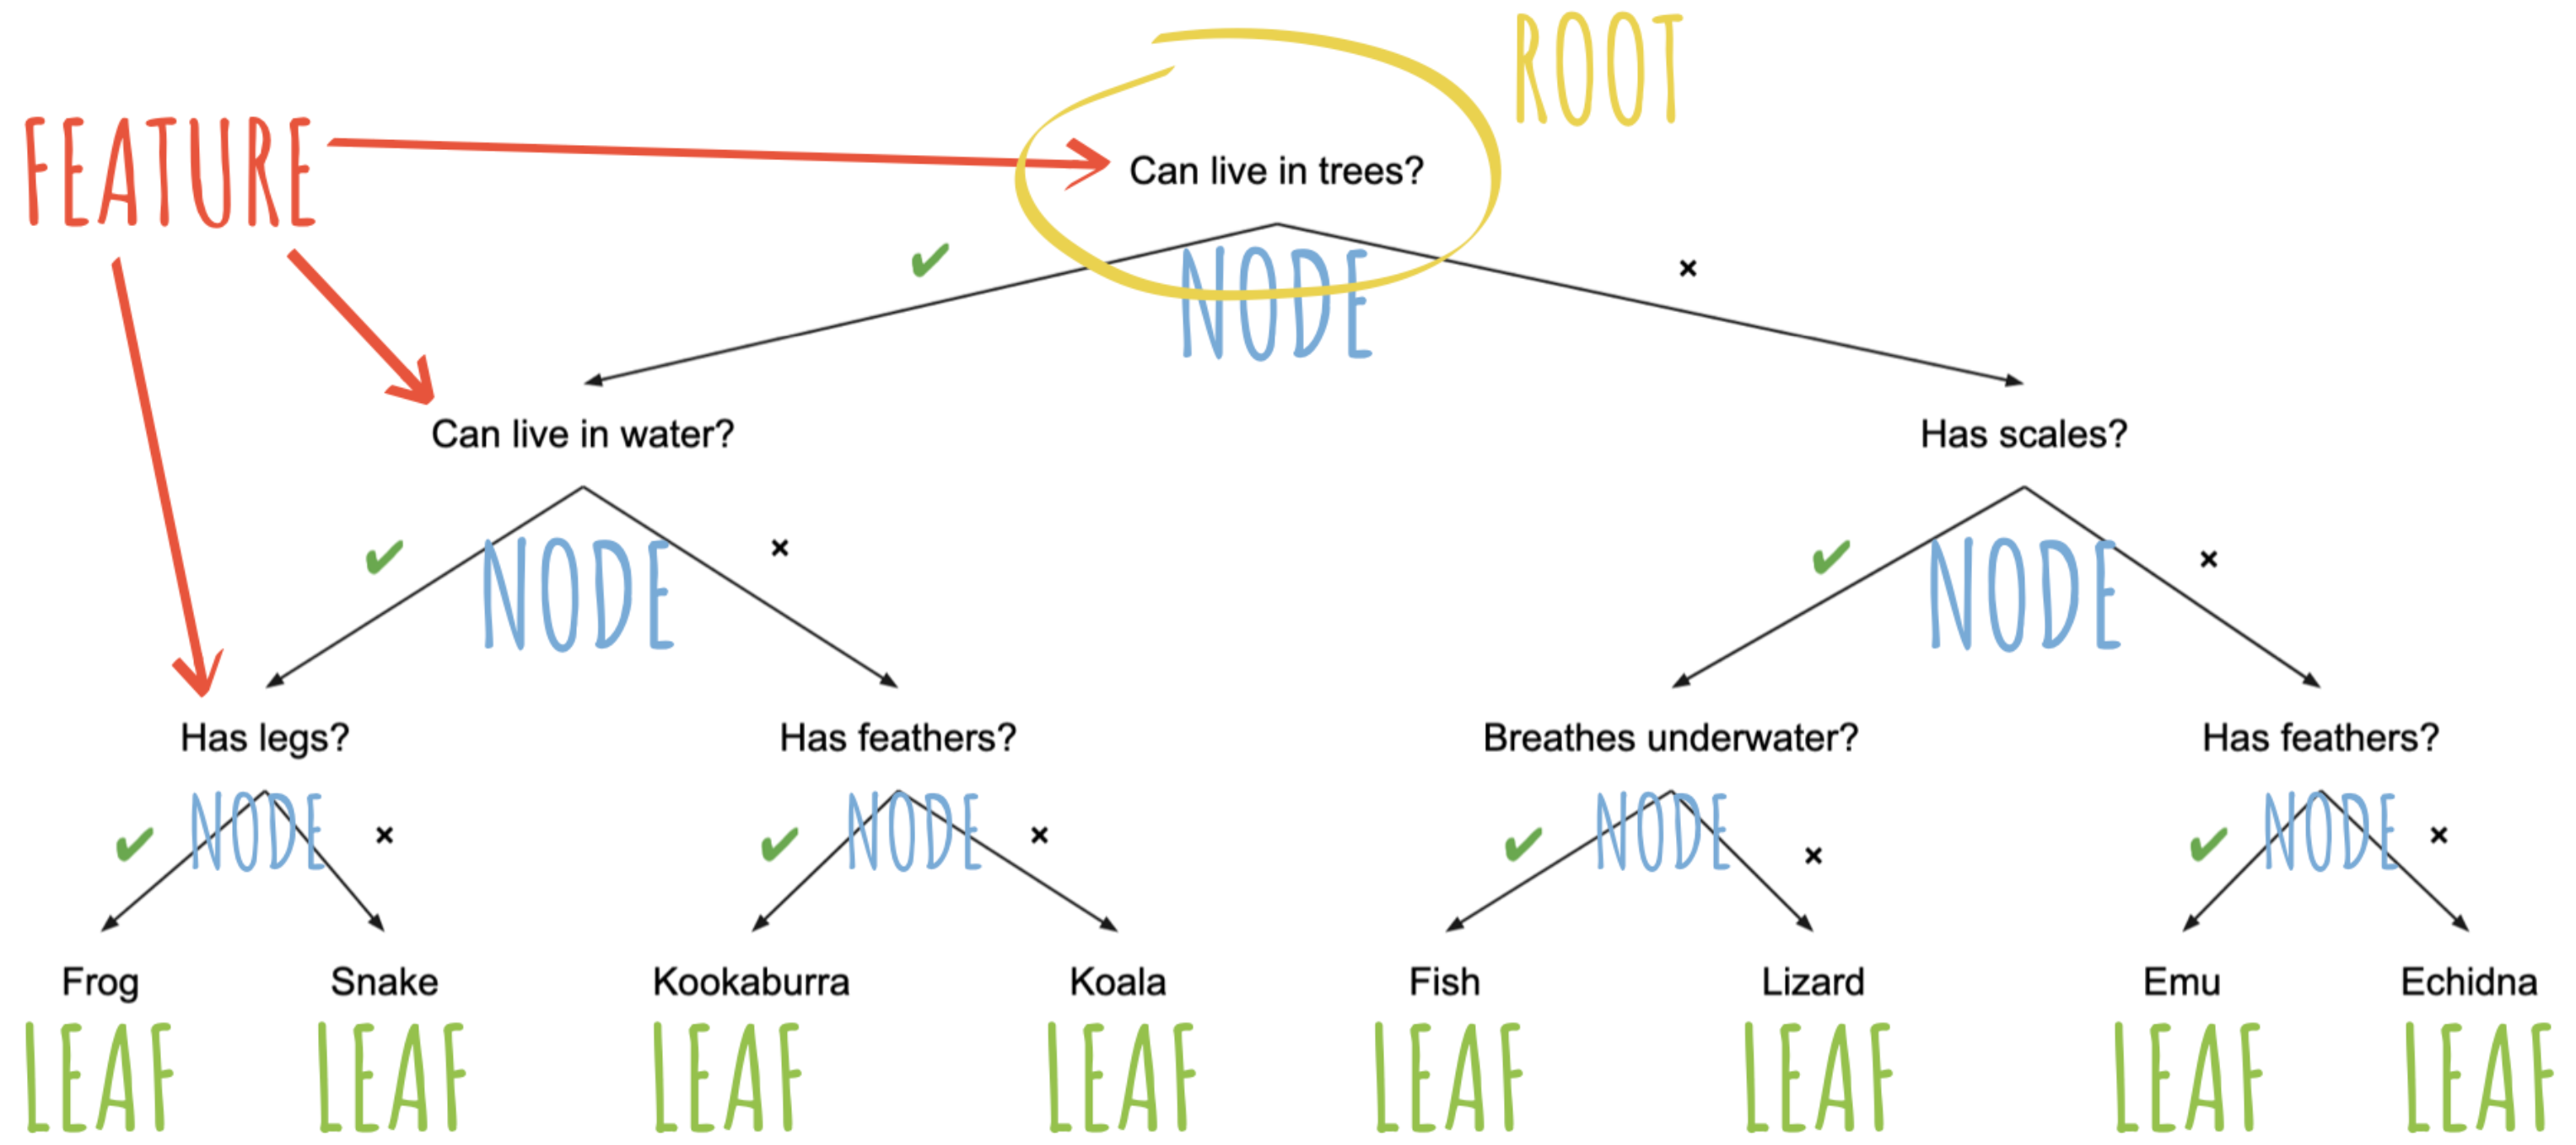 ROOT
FEATURE
Can live in trees?
✔ ×
NODE
Can live in water? Has scales?
✔ × ✔ ×
NODE NODE
Has legs? Has feathers? Breathes underwater? Has feathers?
✔ NODE × ✔ NODE × ✔ NODE × ✔ NODE ×
Frog Snake Kookaburra Koala Fish Lizard Emu Echidna
LEAF LEAF LEAF LEAF LEAF LEAF LEAF LEAF